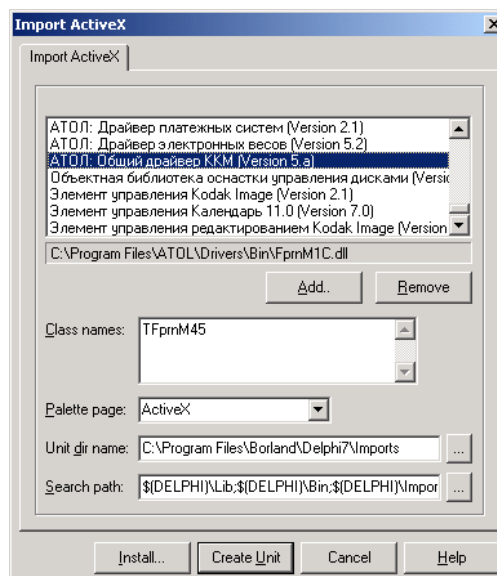 Import ActiveX
Import ActiveX
АТОЛ: Драйвер платежных систем (Version 2.1)
АТОЛ: Драйвер электронных весов (Version 5.2)
АТОЛ: Общий драйвер ККМ (Version 5.a)
Объектная библиотека оснастки управления дисками (Versic
Элемент управления Kodak Image (Version 2.1)
Элемент управления Календарь 11.0 (Version 7.0)
Элемент управления редактированием Kodak Image (Version
C:\Program Files\ATOL\Drivers\Bin\FprnM1C.dll
Add..
Remove
Class names:
TFprnM45
Palette page:
ActiveX
Unit dir name:
C:\Program Files\Borland\Delphi7\Imports
...
Search path:
$(DELPHI)\Lib;$(DELPHI)\Bin;$(DELPHI)\Impor
...
Install...
Create Unit
Cancel
Help